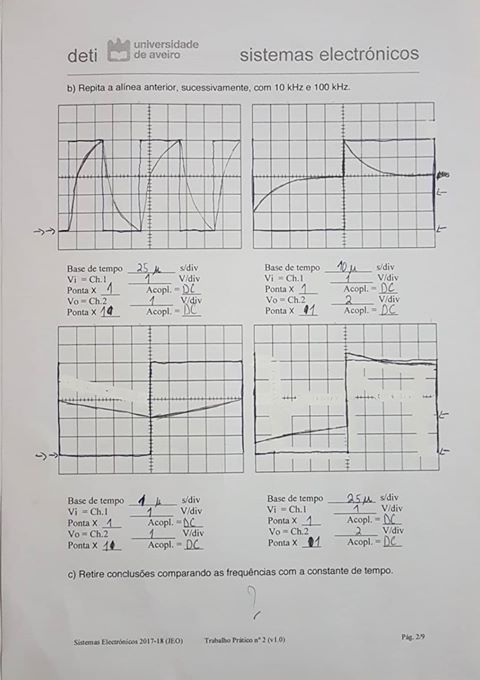 deti universidade de aveiro sistemas electrónicos
b) Repita a alínea anterior, sucessivamente, com 10 kHz e 100 kHz.
Base de tempo 25 μ s/div
Vi = Ch.1 1 V/div
Ponta X 1 Acopl. = DC
Vo = Ch.2 1 V/div
Ponta X 1 Acopl. = DC
Base de tempo 10 μ s/div
Vi = Ch.1 1 V/div
Ponta X 1 Acopl. = DC
Vo = Ch.2 2 V/div
Ponta X 1 Acopl. = DC
Base de tempo 1 μ s/div
Vi = Ch.1 1 V/div
Ponta X 1 Acopl. = DC
Vo = Ch.2 1 V/div
Ponta X 1 Acopl. = DC
Base de tempo 25 μ s/div
Vi = Ch.1 1 V/div
Ponta X 1 Acopl. = DC
Vo = Ch.2 2 V/div
Ponta X 1 Acopl. = DC
c) Retire conclusões comparando as frequências com a constante de tempo.
?
Sistemas Electrónicos 2017-18 (JEO) Trabalho Prático nº 2 (v1.0) Pág. 2/9